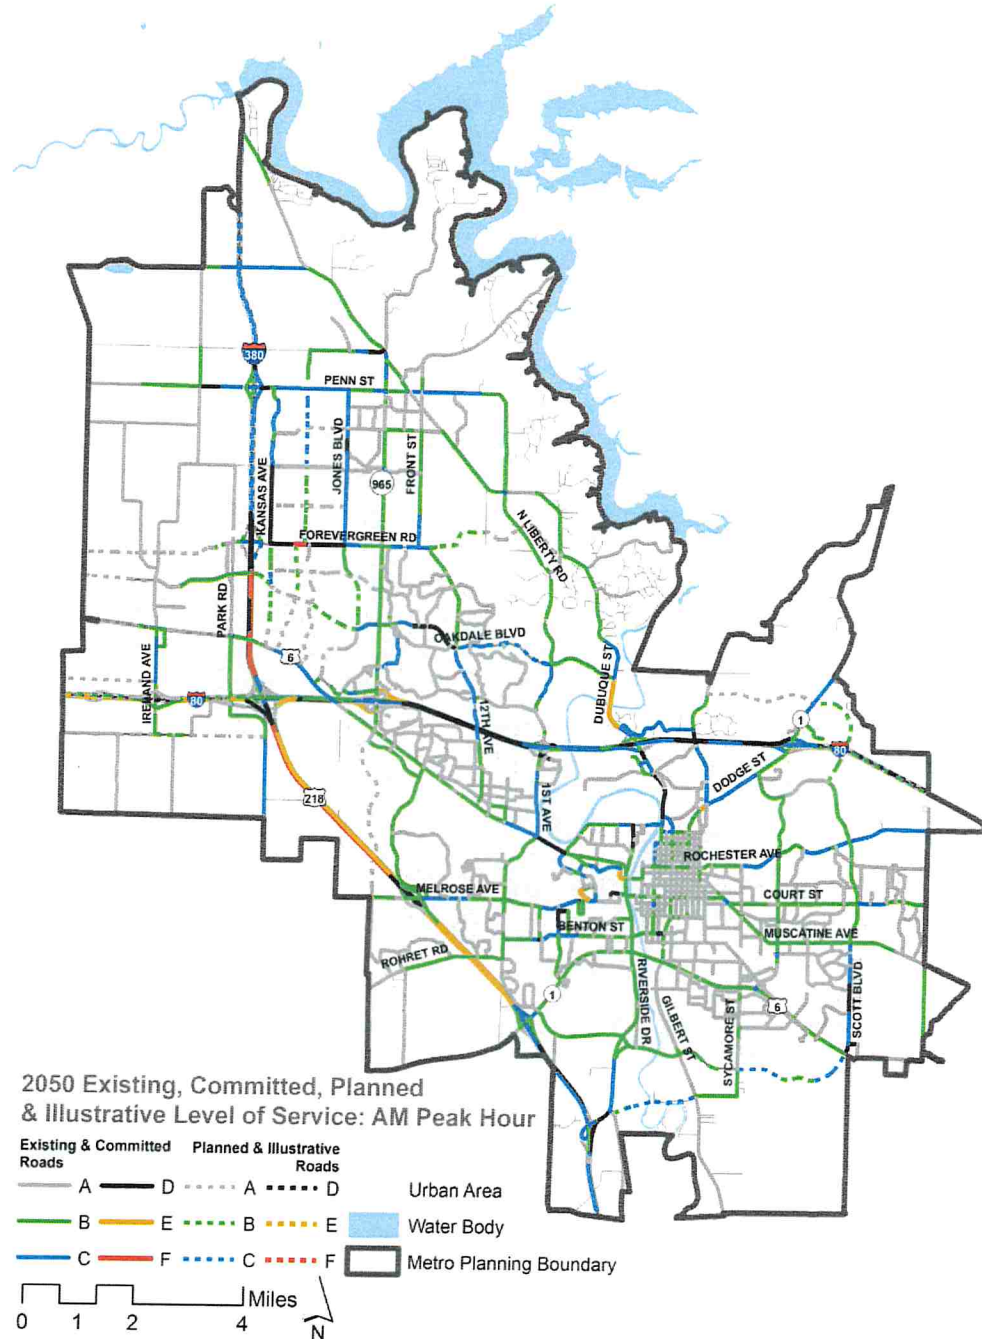 380
PENN ST
KANSAS AVE
JONES BLVD
965
FRONT ST
FOREVERGREEN RD
N LIBERTY RD
PARK RD
6
OAKDALE BLVD
IRELAND AVE
80
12TH AVE
DUBUQUE ST
1
80
218
1ST AVE
DODGE ST
ROCHESTER AVE
MELROSE AVE
COURT ST
BENTON ST
MUSCATINE AVE
ROHRET RD
1
RIVERSIDE DR
GILBERT ST
SYCAMORE ST
6
SCOTT BLVD
2050 Existing, Committed, Planned
& Illustrative Level of Service: AM Peak Hour
Existing & Committed Roads
Planned & Illustrative Roads
A D A D Urban Area
B E B E Water Body
C F C F Metro Planning Boundary
Miles
0 1 2 4
N